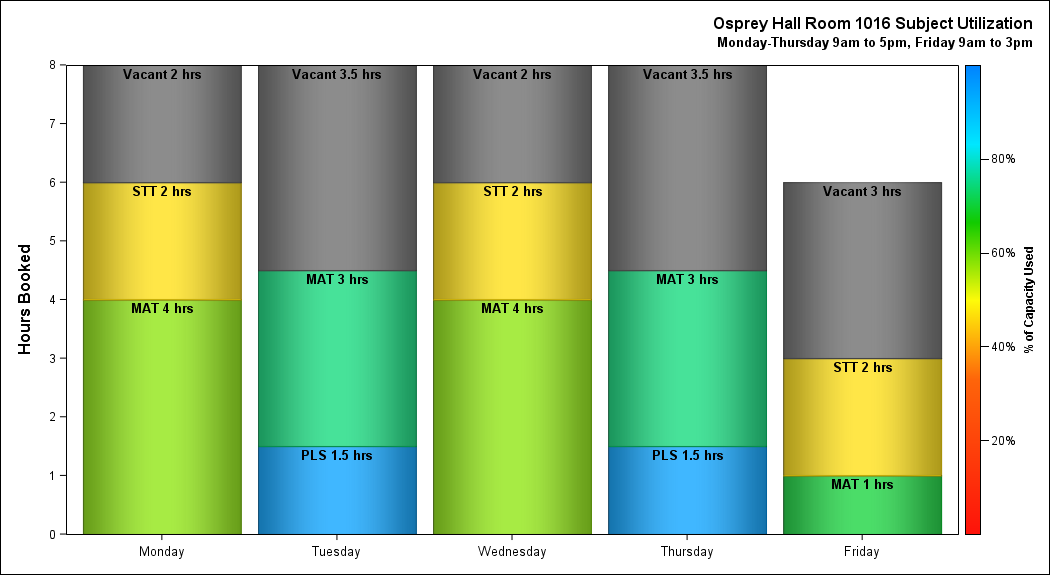 Osprey Hall Room 1016 Subject Utilization
Monday-Thursday 9am to 5pm, Friday 9am to 3pm
Hours Booked
8
7
6
5
4
3
2
1
0
Vacant 2 hrs
STT 2 hrs
MAT 4 hrs
Vacant 3.5 hrs
MAT 3 hrs
PLS 1.5 hrs
Vacant 2 hrs
STT 2 hrs
MAT 4 hrs
Vacant 3.5 hrs
MAT 3 hrs
PLS 1.5 hrs
Vacant 3 hrs
STT 2 hrs
MAT 1 hrs
Monday
Tuesday
Wednesday
Thursday
Friday
80%
60%
40%
20%
% of Capacity Used